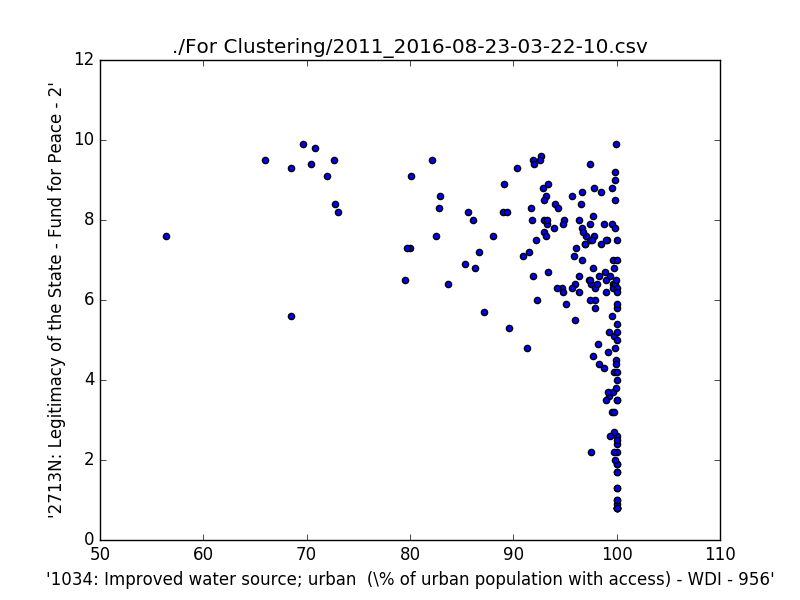 ./For Clustering/2011_2016-08-23-03-22-10.csv
'2713N: Legitimacy of the State - Fund for Peace - 2'
12
10
8
6
4
2
0
50 60 70 80 90 100 110
'1034: Improved water source; urban  (\% of urban population with access) - WDI - 956'